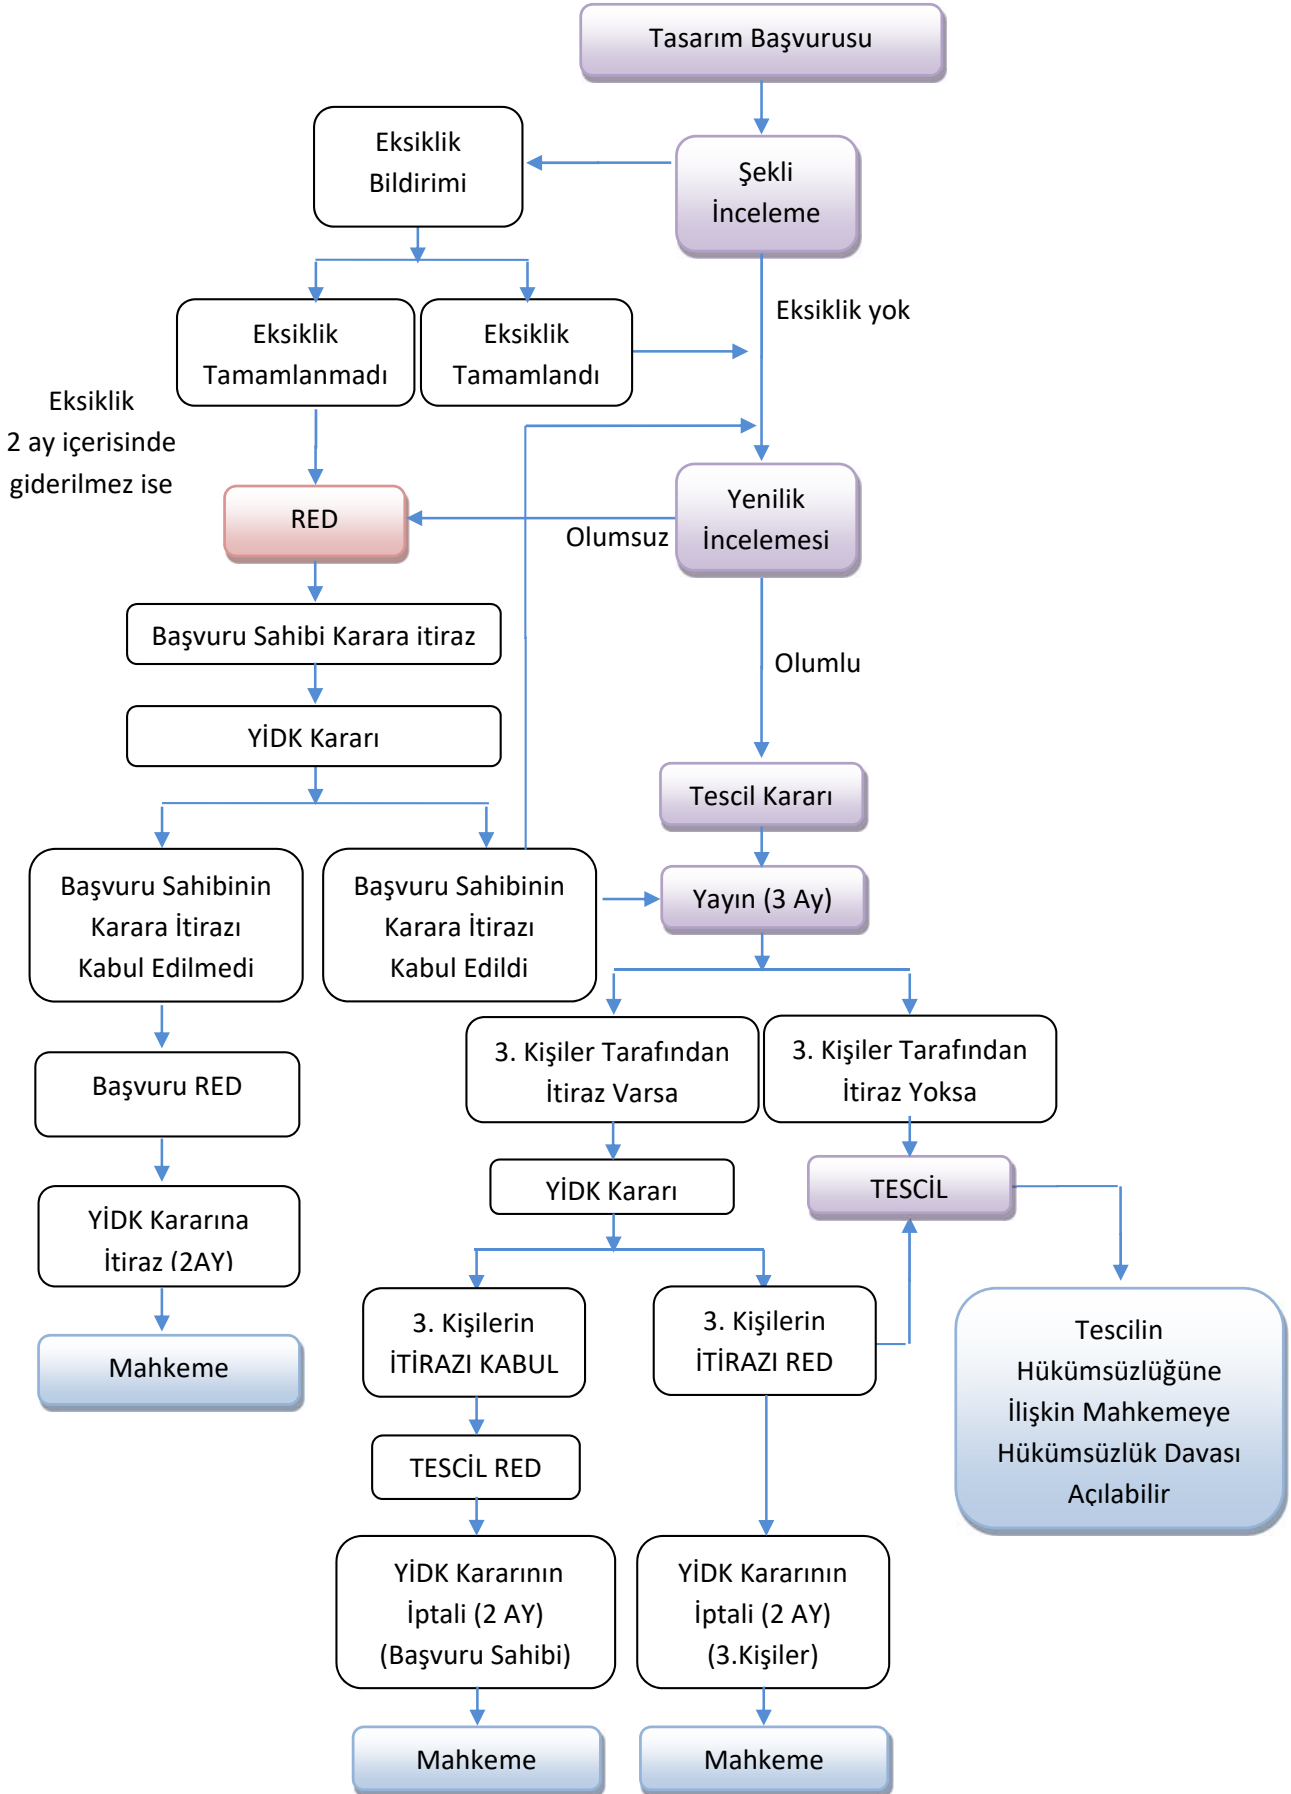 Tasarım Başvurusu
Eksiklik
Bildirimi
Şekli
İnceleme
Eksiklik yok
Eksiklik
Tamamlanmadı
Eksiklik
Tamamlandı
Eksiklik
2 ay içerisinde
giderilmez ise
RED
Olumsuz
Yenilik
İncelemesi
Başvuru Sahibi Karara itiraz
Olumlu
YİDK Kararı
Tescil Kararı
Başvuru Sahibinin
Karara İtirazı
Kabul Edilmedi
Başvuru Sahibinin
Karara İtirazı
Kabul Edildi
Yayın (3 Ay)
3. Kişiler Tarafından
İtiraz Varsa
3. Kişiler Tarafından
İtiraz Yoksa
Başvuru RED
YİDK Kararı
TESCİL
YİDK Kararına
İtiraz (2AY)
3. Kişilerin
İTİRAZI KABUL
3. Kişilerin
İTİRAZI RED
Tescilin
Hükümsüzlüğüne
İlişkin Mahkemeye
Hükümsüzlük Davası
Açılabilir
Mahkeme
TESCİL RED
YİDK Kararının
İptali (2 AY)
(Başvuru Sahibi)
YİDK Kararının
İptali (2 AY)
(3.Kişiler)
Mahkeme
Mahkeme